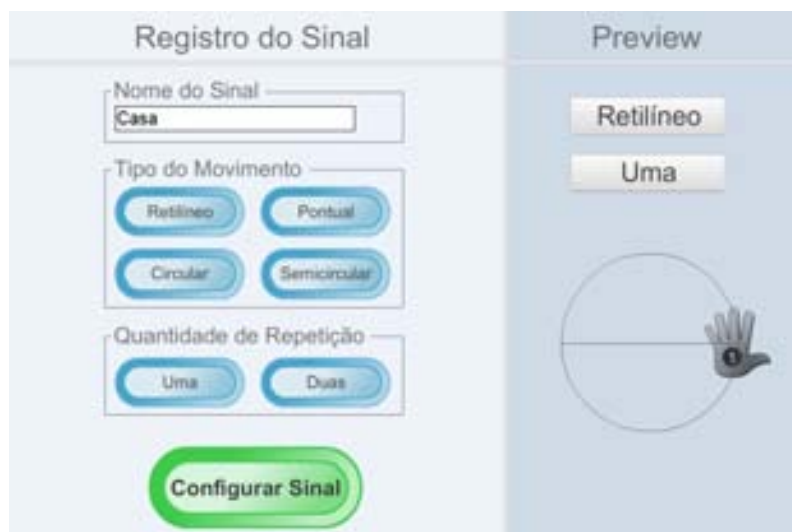 Registro do Sinal
Nome do Sinal
Casa
Tipo do Movimento
Retilíneo Pontual
Circular Semicircular
Quantidade de Repetição
Uma Duas
Configurar Sinal
Preview
Retilíneo
Uma